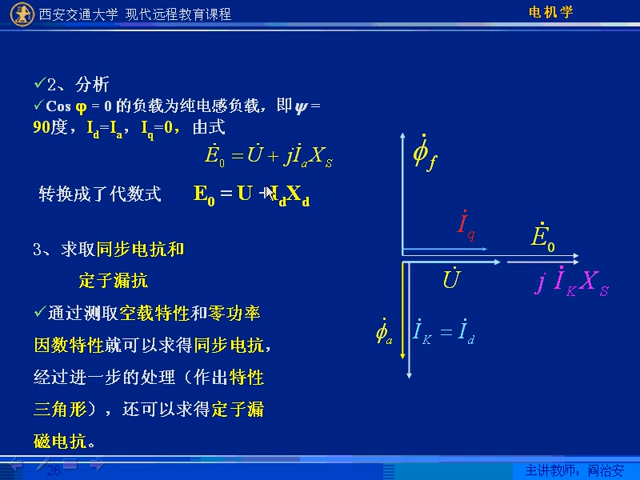 西安交通大学 现代远程教育课程
电机学
✓2、分析
✓Cos φ = 0 的负载为纯电感负载，即 ψ =
90度，Id=Ia，Iq=0，由式
Ė0 = U̇ + jİaXS
转换成了代数式 E0 = U + IdXd
3、求取同步电抗和
定子漏抗
✓通过测取空载特性和零功率
因数特性就可以求得同步电抗，
经过进一步的处理（作出特性
三角形），还可以求得定子漏
磁电抗。
ϕ̇f
İq
Ė0
U̇
j İK XS
ϕ̇a
İK = İd
26
主讲教师：阎治安